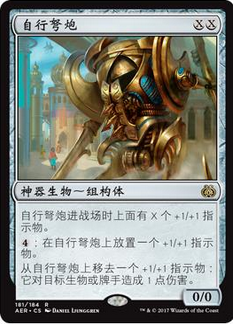 自行弩炮 XX
神器生物～组构体
自行弩炮进战场时上面有 X 个 +1/+1 指
示物。
4：在自行弩炮上放置一个 +1/+1 指示
物。
从自行弩炮上移去一个 +1/+1 指示物：
它对目标生物或牌手造成 1 点伤害。
181/184 R
AER • CS DANIEL LJUNGGREN
™ & © 2017 Wizards of the Coast
0/0